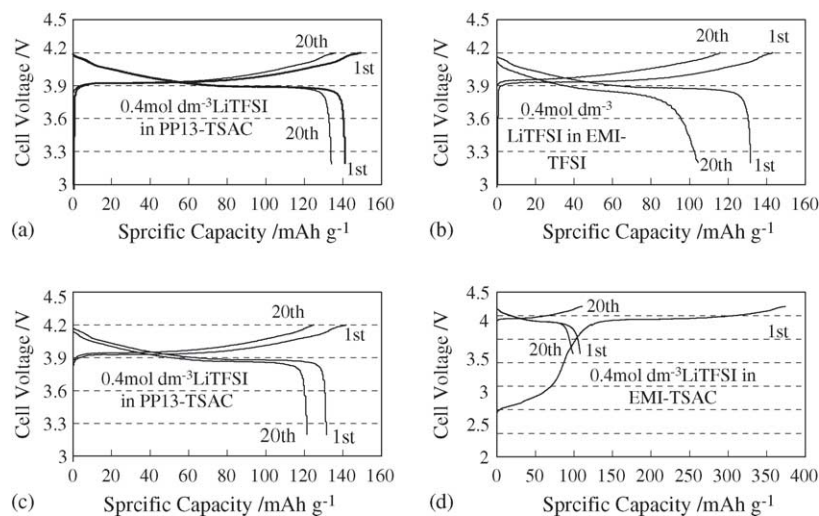 4.5
4.2
3.9
3.6
3.3
3
Cell Voltage /V
20th
1st
0.4mol dm-3LiTFSI
in PP13-TSAC
20th
1st
0 20 40 60 80 100 120 140 160
(a) Sprcific Capacity /mAh g-1
4.5
4.2
3.9
3.6
3.3
3
Cell Voltage /V
20th
1st
0.4mol dm-3
LiTFSI in EMI-
TFSI
20th
1st
0 20 40 60 80 100 120 140 160
(b) Sprcific Capacity /mAh g-1
4.5
4.2
3.9
3.6
3.3
3
Cell Voltage /V
20th
1st
0.4mol dm-3LiTFSI
in PP13-TSAC
20th
1st
0 20 40 60 80 100 120 140 160
(c) Sprcific Capacity /mAh g-1
4.5
4
3.5
3
2.5
2
Cell Voltage /V
20th
1st
20th
1st
0.4mol dm-3LiTFSI in
EMI-TSAC
0 50 100 150 200 250 300 350 400
(d) Sprcific Capacity /mAh g-1